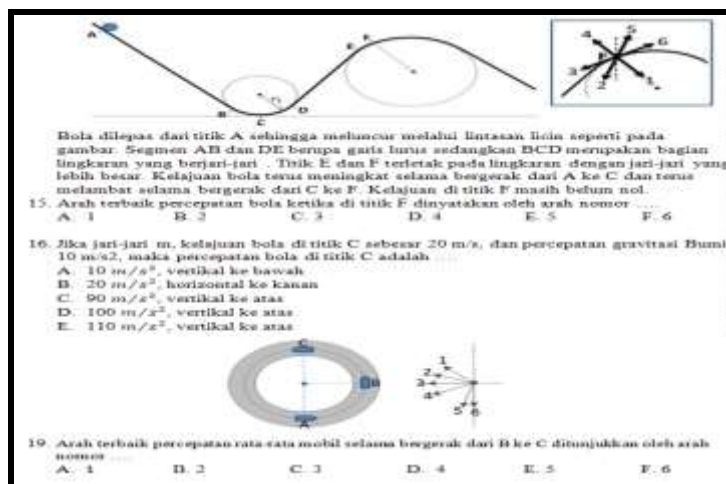 A
B
C
D
E
F
r
4
5
6
3
2
1
Bola dilepas dari titik A sehingga meluncur melalui lintasan licin seperti pada
gambar. Segmen AB dan DE berupa garis lurus sedangkan BCD merupakan bagian
lingkaran yang berjari-jari . Titik E dan F terletak pada lingkaran dengan jari-jari yang
lebih besar. Kelajuan bola terus meningkat selama bergerak dari A ke C dan terus
melambat selama bergerak dari C ke F. Kelajuan di titik F masih belum nol.
15. Arah terbaik percepatan bola ketika di titik F dinyatakan oleh arah nomor ....
A. 1 B. 2 C. 3 D. 4 E. 5 F. 6
16. Jika jari-jari m, kelajuan bola di titik C sebesar 20 m/s, dan percepatan gravitasi Bumi
10 m/s2, maka percepatan bola di titik C adalah ....
A. 10 m/s², vertikal ke bawah
B. 20 m/s², horizontal ke kanan
C. 90 m/s², vertikal ke atas
D. 100 m/s², vertikal ke atas
E. 110 m/s², vertikal ke atas
C
B
A
1
2
3
4
5 6
19. Arah terbaik percepatan rata-rata mobil selama bergerak dari B ke C ditunjukkan oleh arah
nomor ....
A. 1 B. 2 C. 3 D. 4 E. 5 F. 6